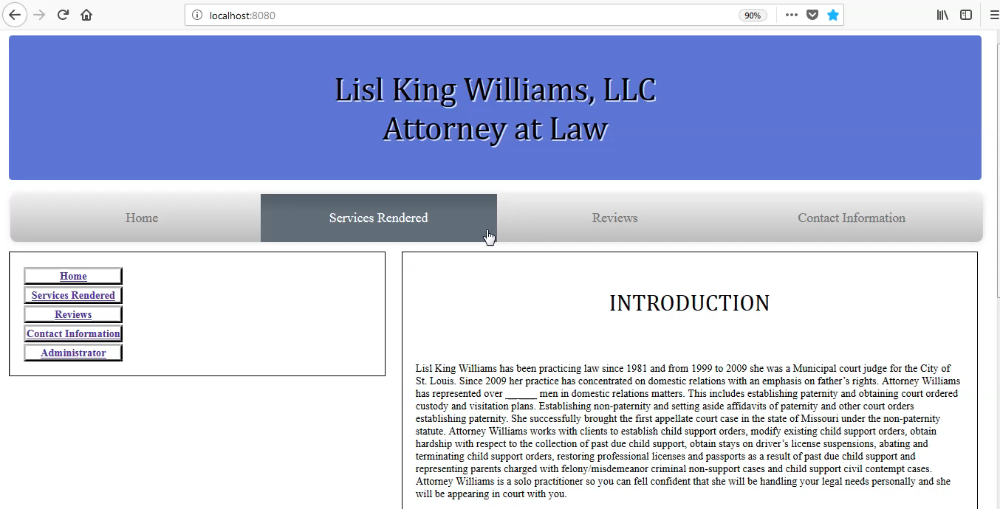 localhost:8080
90%
Lisl King Williams, LLC
Attorney at Law
Home
Services Rendered
Reviews
Contact Information
Home
Services Rendered
Reviews
Contact Information
Administrator
INTRODUCTION
Lisl King Williams has been practicing law since 1981 and from 1999 to 2009 she was a Municipal court judge for the City of
St. Louis. Since 2009 her practice has concentrated on domestic relations with an emphasis on father’s rights. Attorney Williams
has represented over ______ men in domestic relations matters. This includes establishing paternity and obtaining court ordered
custody and visitation plans. Establishing non-paternity and setting aside affidavits of paternity and other court orders
establishing paternity. She successfully brought the first appellate court case in the state of Missouri under the non-paternity
statute. Attorney Williams works with clients to establish child support orders, modify existing child support orders, obtain
hardship with respect to the collection of past due child support, obtain stays on driver’s license suspensions, abating and
terminating child support orders, restoring professional licenses and passports as a result of past due child support and
representing parents charged with felony/misdemeanor criminal non-support cases and child support civil contempt cases.
Attorney Williams is a solo practitioner so you can fell confident that she will be handling your legal needs personally and she
will be appearing in court with you.